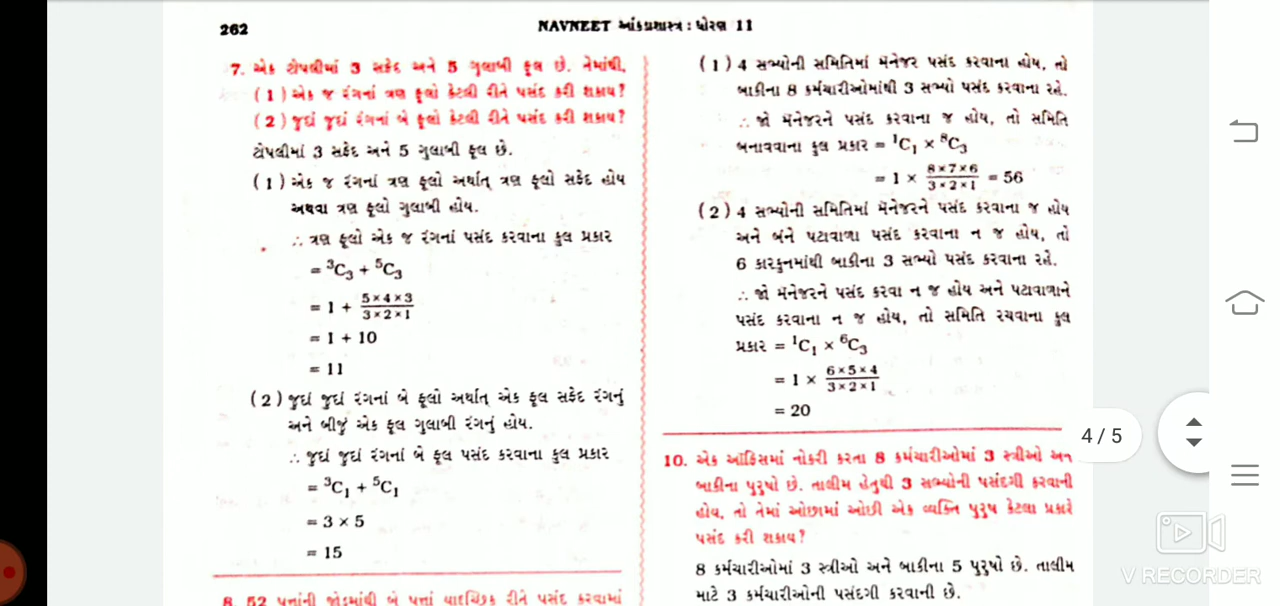 262
NAVNEET આંકડાશાસ્ત્ર : ધોરણ 11
7. એક ટોપલીમાં 3 સફેદ અને 5 ગુલાબી ફૂલ છે. તેમાંથી,
(1) એક જ રંગનાં ત્રણ ફૂલો કેટલી રીતે પસંદ કરી શકાય?
(2) જુદાં જુદાં રંગનાં બે ફૂલો કેટલી રીતે પસંદ કરી શકાય?
ટોપલીમાં 3 સફેદ અને 5 ગુલાબી ફૂલ છે.
(1) એક જ રંગનાં ત્રણ ફૂલો અર્થાત્ ત્રણ ફૂલો સફેદ હોય
અથવા ત્રણ ફૂલો ગુલાબી હોય.
∴ ત્રણ ફૂલો એક જ રંગનાં પસંદ કરવાના કુલ પ્રકાર
= ³C₃ + ⁵C₃
= 1 + 5 × 4 × 3 / 3 × 2 × 1
= 1 + 10
= 11
(2) જુદાં જુદાં રંગનાં બે ફૂલો અર્થાત્ એક ફૂલ સફેદ રંગનું
અને બીજું એક ફૂલ ગુલાબી રંગનું હોય.
∴ જુદાં જુદાં રંગનાં બે ફૂલ પસંદ કરવાના કુલ પ્રકાર
= ³C₁ + ⁵C₁
= 3 × 5
= 15
8. 52 પત્તાંની જોડમાંથી બે પત્તાં યાદચ્છિક રીતે પસંદ કરવામાં
(1) 4 સભ્યોની સમિતિમાં મૅનેજર પસંદ કરવાના હોય, તો
બાકીના 8 કર્મચારીઓમાંથી 3 સભ્યો પસંદ કરવાના રહે.
∴ જો મૅનેજરને પસંદ કરવાના જ હોય, તો સમિતિ
બનાવવાના કુલ પ્રકાર = ¹C₁ × ⁸C₃
= 1 × 8 × 7 × 6 / 3 × 2 × 1 = 56
(2) 4 સભ્યોની સમિતિમાં મૅનેજરને પસંદ કરવાના જ હોય
અને બંને પટાવાળા પસંદ કરવાના ન જ હોય, તો
6 કારકુનમાંથી બાકીના 3 સભ્યો પસંદ કરવાના રહે.
∴ જો મૅનેજરને પસંદ કરવા ન જ હોય અને પટાવાળાને
પસંદ કરવાના ન જ હોય, તો સમિતિ રચવાના કુલ
પ્રકાર = ¹C₁ × ⁶C₃
= 1 × 6 × 5 × 4 / 3 × 2 × 1
= 20
10. એક ઑફિસમાં નોકરી કરતા 8 કર્મચારીઓમાં 3 સ્ત્રીઓ અને
બાકીના પુરુષો છે. તાલીમ હેતુથી 3 સભ્યોની પસંદગી કરવાની
હોય, તો તેમાં ઓછામાં ઓછી એક વ્યક્તિ પુરુષ કેટલા પ્રકારે
પસંદ કરી શકાય?
8 કર્મચારીઓમાં 3 સ્ત્રીઓ અને બાકીના 5 પુરુષો છે. તાલીમ
માટે 3 કર્મચારીઓની પસંદગી કરવાની છે.
4 / 5
V RECORDER